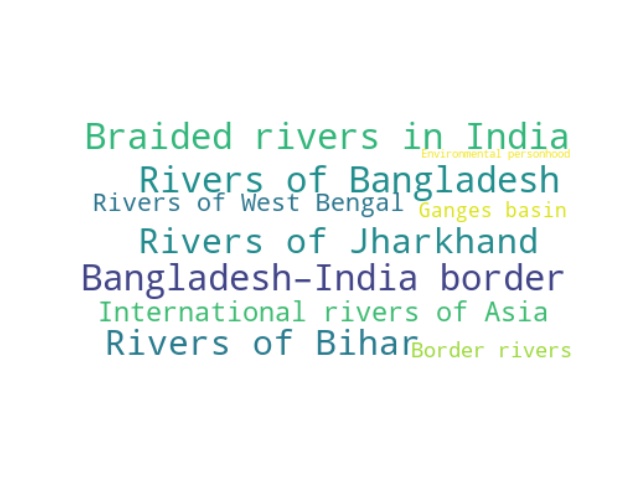 Braided rivers in India
Environmental personhood
Rivers of Bangladesh
Rivers of West Bengal
Ganges basin
Rivers of Jharkhand
Bangladesh–India border
International rivers of Asia
Rivers of Bihar
Border rivers